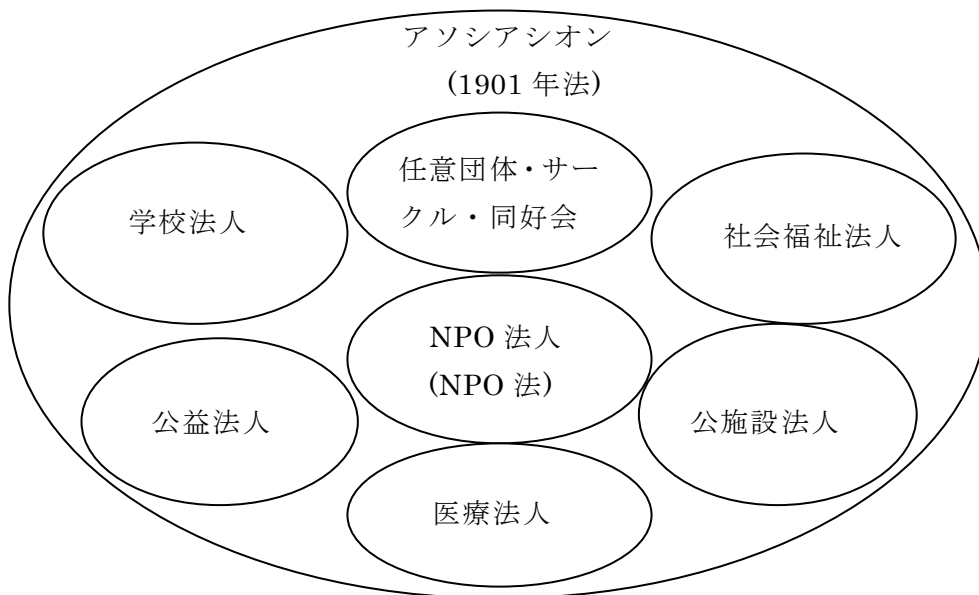 アソシアシオン
(1901 年法)
任意団体・サー
クル・同好会
学校法人
社会福祉法人
NPO 法人
(NPO 法)
公益法人
公施設法人
医療法人